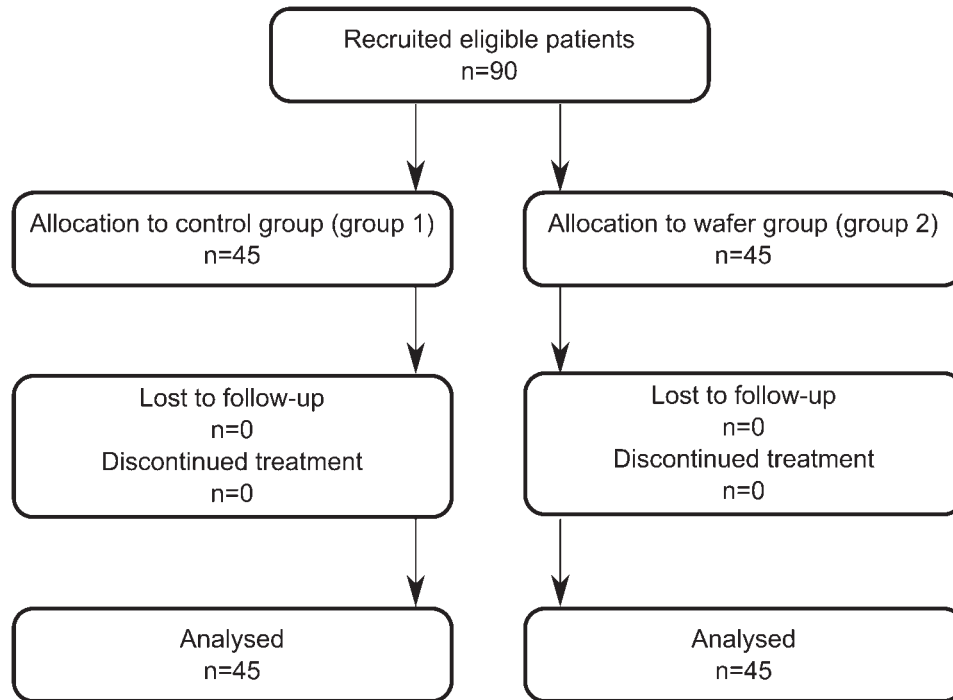 Recruited eligible patients
n=90
Allocation to control group (group 1)
n=45
Allocation to wafer group (group 2)
n=45
Lost to follow-up
n=0
Discontinued treatment
n=0
Lost to follow-up
n=0
Discontinued treatment
n=0
Analysed
n=45
Analysed
n=45